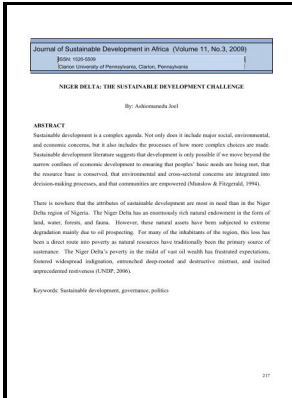 Journal of Sustainable Development in Africa (Volume 11, No.3, 2009)
ISSN: 1520-5509
Clarion University of Pennsylvania, Clarion, Pennsylvania
NIGER DELTA: THE SUSTAINABLE DEVELOPMENT CHALLENGE
By: Ashiomanedu Joel
ABSTRACT
Sustainable development is a complex agenda. Not only does it include major social, environmental,
and economic concerns, but it also includes the processes of how more complex choices are made.
Sustainable development literature suggests that development is only possible if we move beyond the
narrow confines of economic development to ensuring that peoples' basic needs are being met, that
the resource base is conserved, that environmental and cross-sectoral concerns are integrated into
decision-making processes, and that communities are empowered (Munslow & Fitzgerald, 1994).
There is nowhere that the attributes of sustainable development are most in need than in the Niger
Delta region of Nigeria. The Niger Delta has an enormously rich natural endowment in the form of
land, water, forests, and fauna. However, these natural assets have been subjected to extreme
degradation mainly due to oil prospecting. For many of the inhabitants of the region, this loss has
been a direct route into poverty as natural resources have traditionally been the primary source of
sustenance. The Niger Delta's poverty in the midst of vast oil wealth has frustrated expectations,
fostered widespread indignation, entrenched deep-rooted and destructive mistrust, and incited
unprecedented restiveness (UNDP, 2006).
Keywords: Sustainable development, governance, politics
217